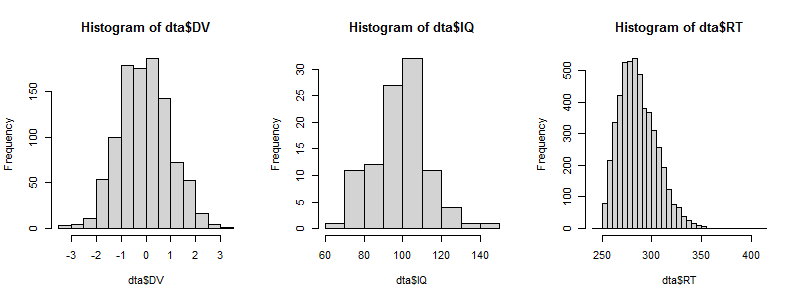 Histogram of dta$DV
Frequency
0
50
100
150
-3 -2 -1 0 1 2 3
dta$DV
Histogram of dta$IQ
Frequency
0
5
10
15
20
25
30
60 80 100 120 140
dta$IQ
Histogram of dta$RT
Frequency
0
100
200
300
400
500
250 300 350 400
dta$RT